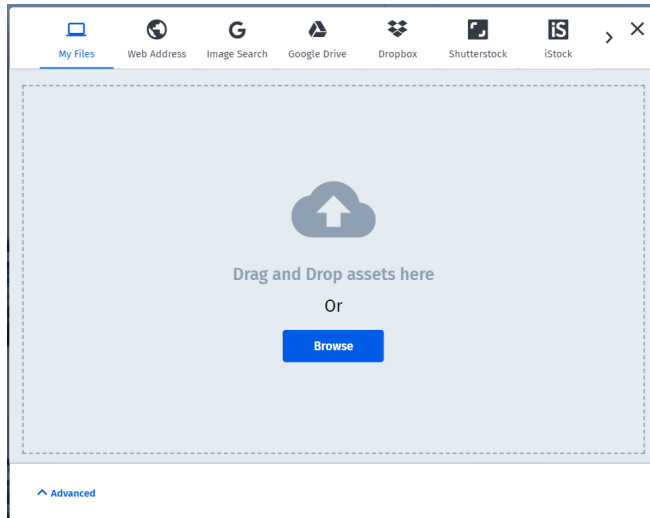 My Files
Web Address
Image Search
Google Drive
Dropbox
Shutterstock
iS
iStock
Drag and Drop assets here
Or
Browse
Advanced